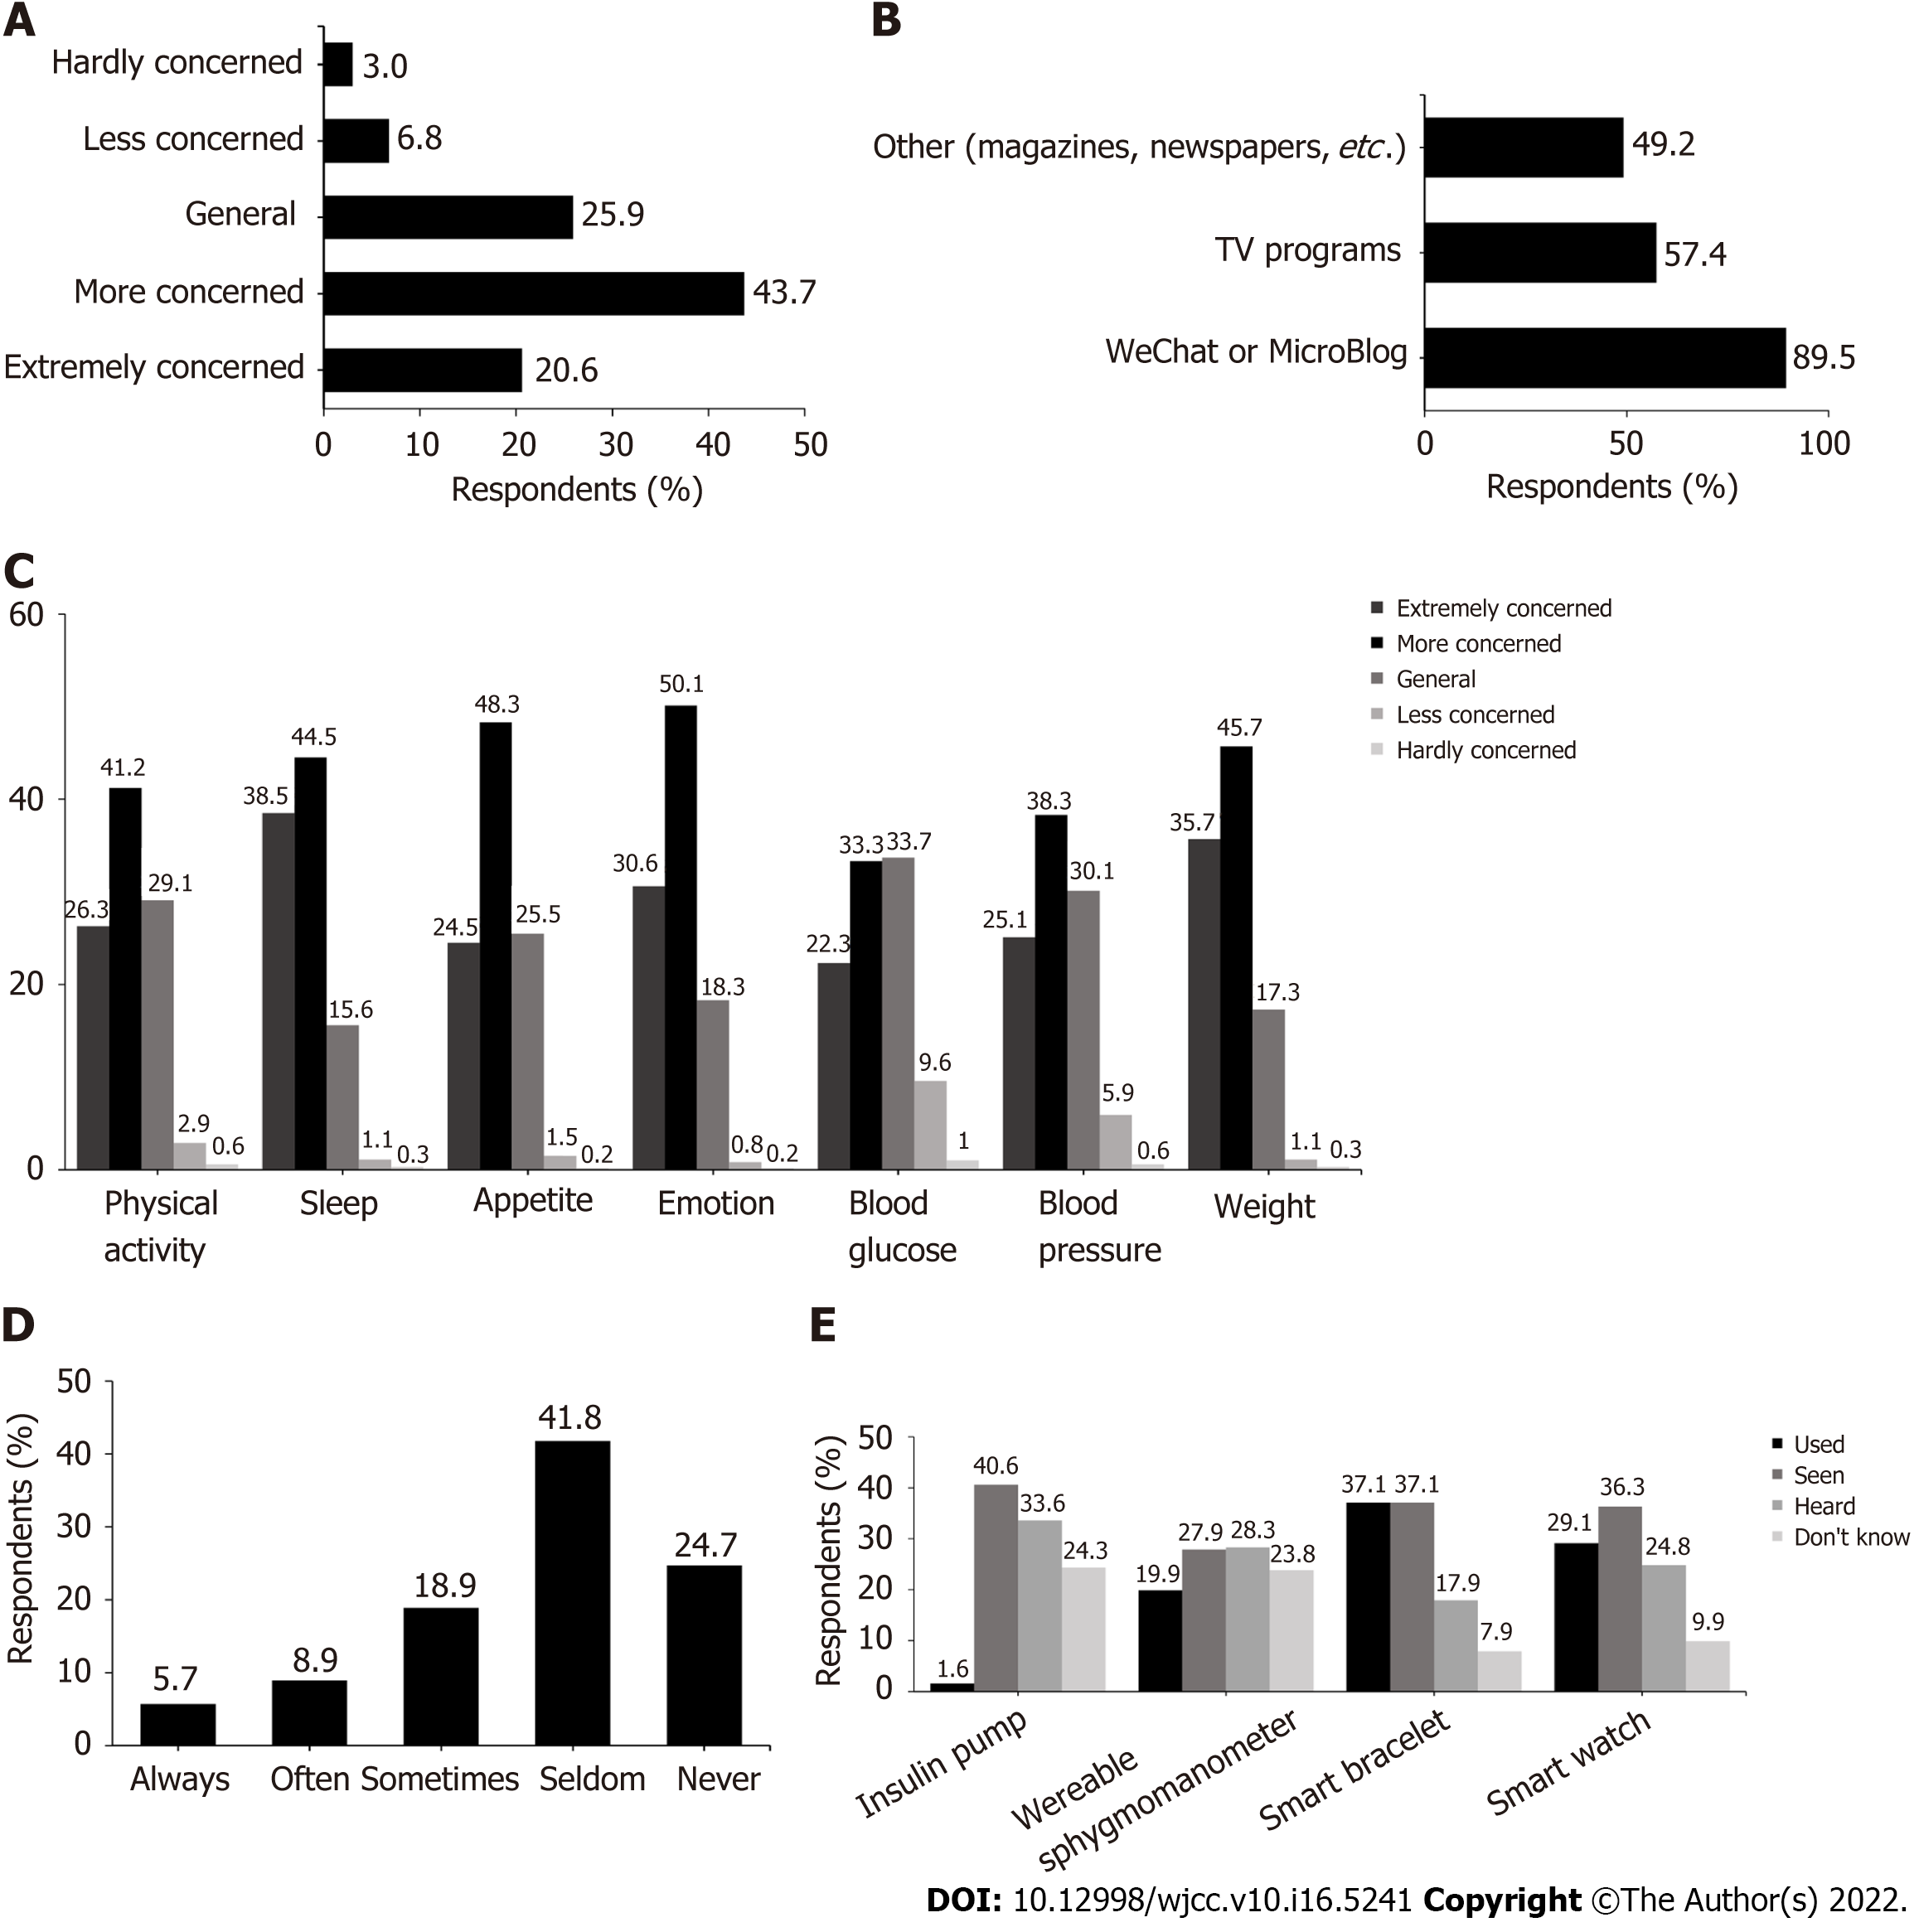 A
Hardly concerned 3.0
Less concerned 6.8
General 25.9
More concerned 43.7
Extremely concerned 20.6
0 10 20 30 40 50
Respondents (%)
B
Other (magazines, newspapers, etc.) 49.2
TV programs 57.4
WeChat or MicroBlog 89.5
0 50 100
Respondents (%)
C
60
40
20
0
Extremely concerned
More concerned
General
Less concerned
Hardly concerned
26.3 41.2 29.1 2.9 0.6
38.5 44.5 15.6 1.1 0.3
24.5 48.3 25.5 1.5 0.2
30.6 50.1 18.3 0.8 0.2
22.3 33.3 33.7 9.6 1
25.1 38.3 30.1 5.9 0.6
35.7 45.7 17.3 1.1 0.3
Physical
activity
Sleep
Appetite
Emotion
Blood
glucose
Blood
pressure
Weight
D
Respondents (%)
50
40
30
20
10
0
5.7 8.9 18.9 41.8 24.7
Always Often Sometimes Seldom Never
E
Respondents (%)
50
40
30
20
10
0
Used
Seen
Heard
Don't know
1.6 40.6 33.6 24.3
19.9 27.9 28.3 23.8
37.1 37.1 17.9 7.9
29.1 36.3 24.8 9.9
Insulin pump
Wereable
sphygmomanometer
Smart bracelet
Smart watch
DOI: 10.12998/wjcc.v10.i16.5241 Copyright ©The Author(s) 2022.